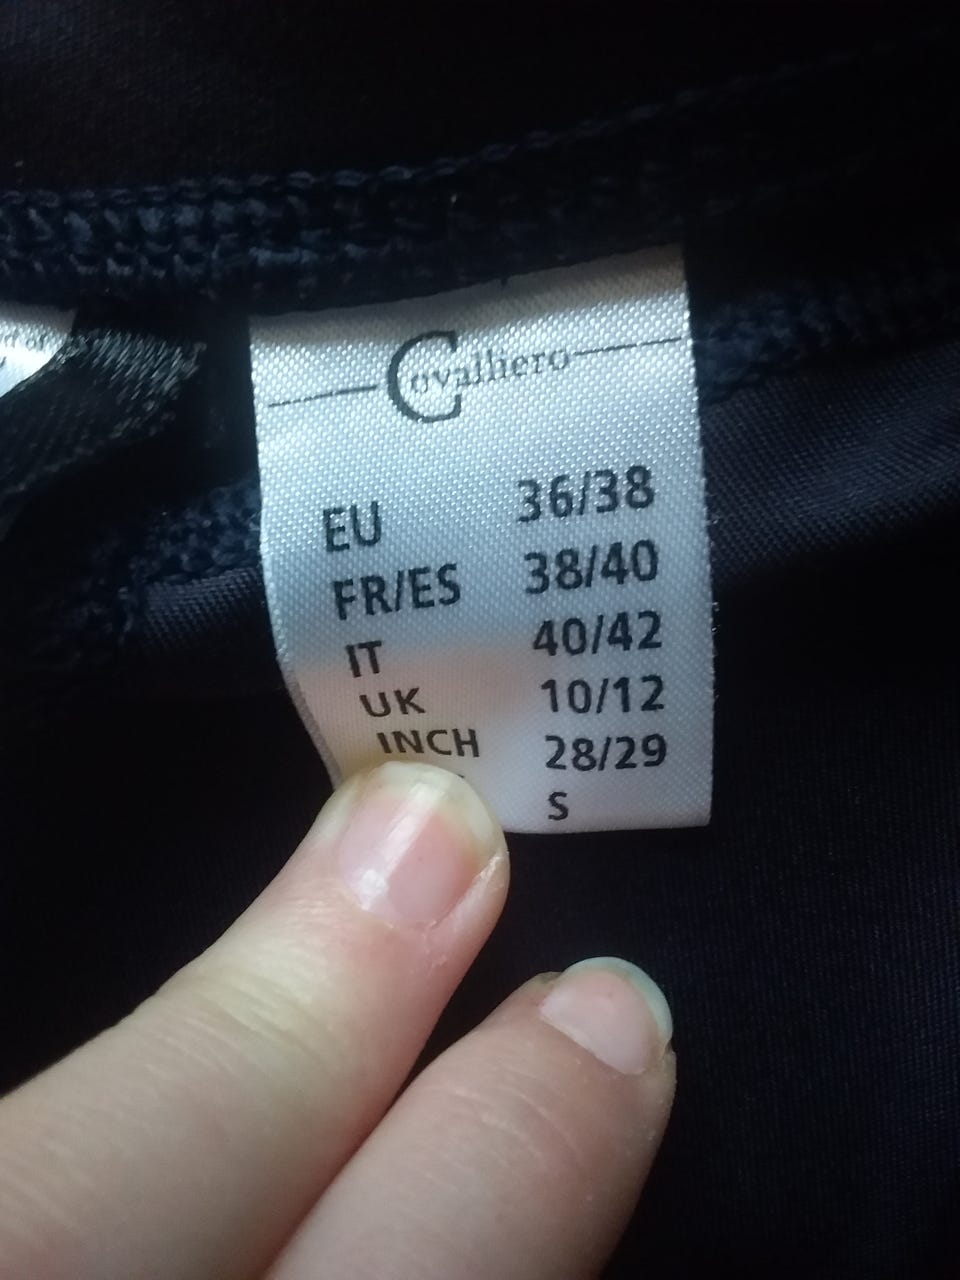 Covalliero
EU 36/38
FR/ES 38/40
IT 40/42
UK 10/12
INCH 28/29
S